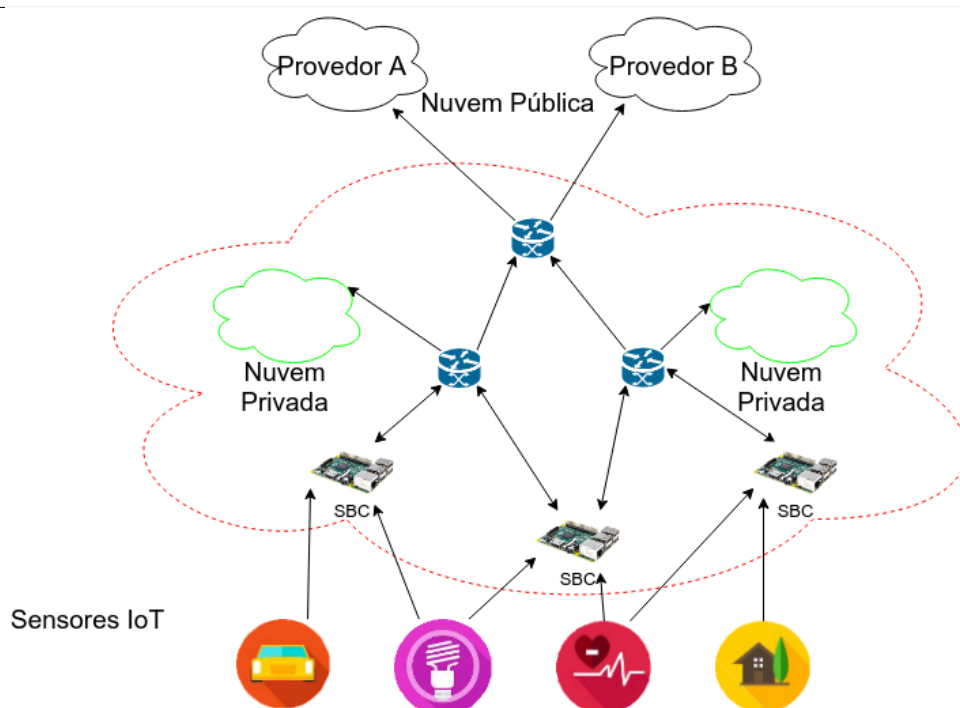 Provedor A
Provedor B
Nuvem Pública
Nuvem
Privada
Nuvem
Privada
SBC
SBC
SBC
Sensores IoT